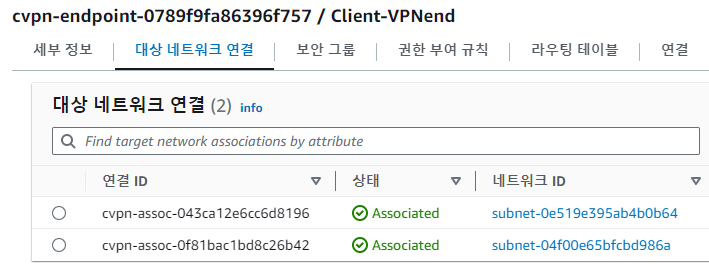 cvpn-endpoint-0789f9fa86396f757 / Client-VPNend
세부 정보 대상 네트워크 연결 보안 그룹 권한 부여 규칙 라우팅 테이블 연결
대상 네트워크 연결 (2) info
Find target network associations by attribute
연결 ID 상태 네트워크 ID
cvpn-assoc-043ca12e6cc6d8196 Associated subnet-0e519e395ab4b0b64
cvpn-assoc-0f81bac1bd8c26b42 Associated subnet-04f00e65bfcbd986a